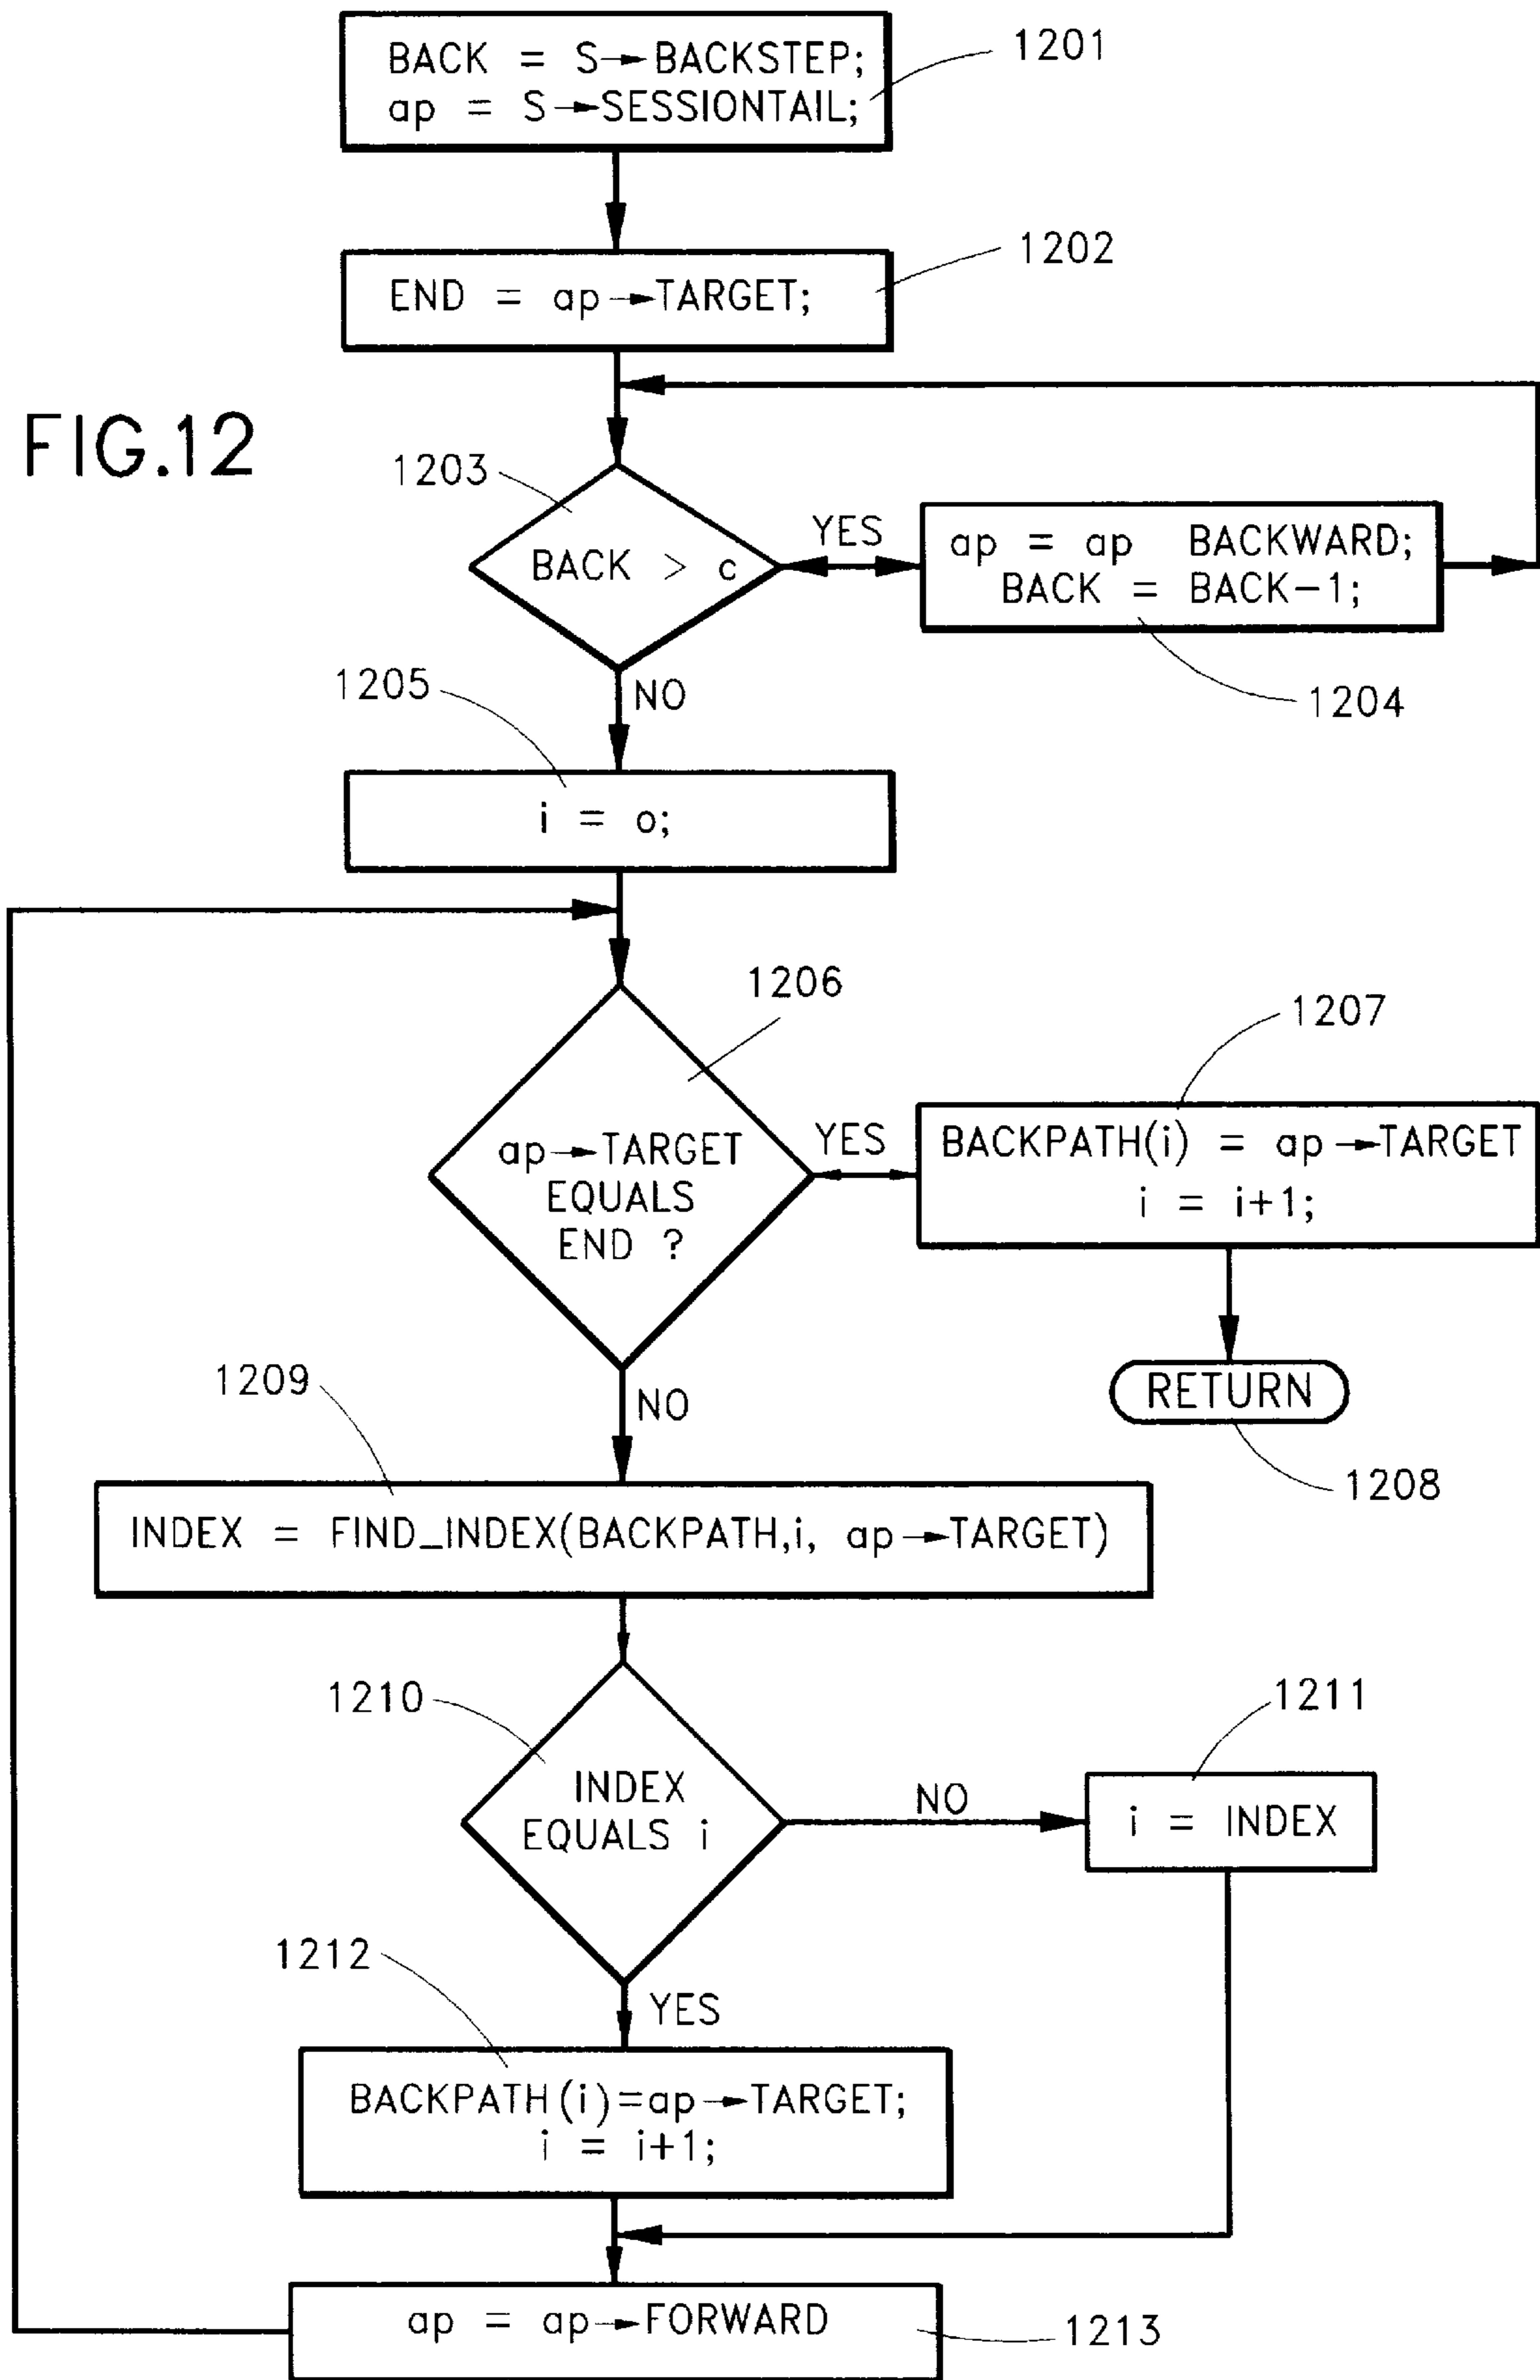 BACK = S→BACKSTEP;
ap = S→SESSIONTAIL;
1201
END = ap→TARGET;
1202
FIG.12
1203
BACK > c
YES
ap = ap BACKWARD;
BACK = BACK-1;
1204
NO
1205
i = o;
1206
ap→TARGET
EQUALS
END ?
YES
1207
BACKPATH(i) = ap→TARGET
i = i+1;
RETURN
1208
NO
1209
INDEX = FIND_INDEX(BACKPATH,i, ap→TARGET)
1210
INDEX
EQUALS i
NO
1211
i = INDEX
YES
1212
BACKPATH(i)=ap→TARGET;
i = i+1;
ap = ap→FORWARD
1213